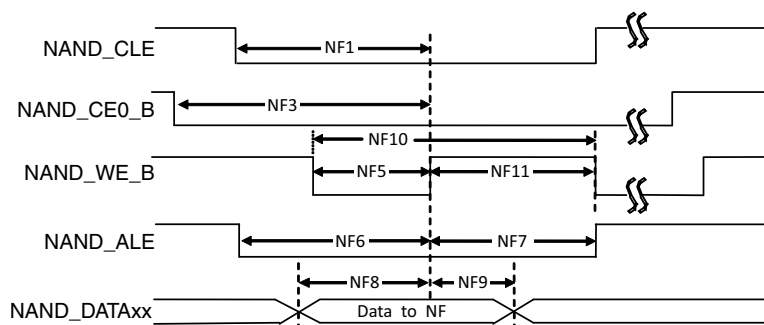 NAND_CLE
NF1
NAND_CE0_B
NF3
NF10
NAND_WE_B
NF5
NF11
NAND_ALE
NF6
NF7
NF8
NF9
NAND_DATAxx
Data to NF